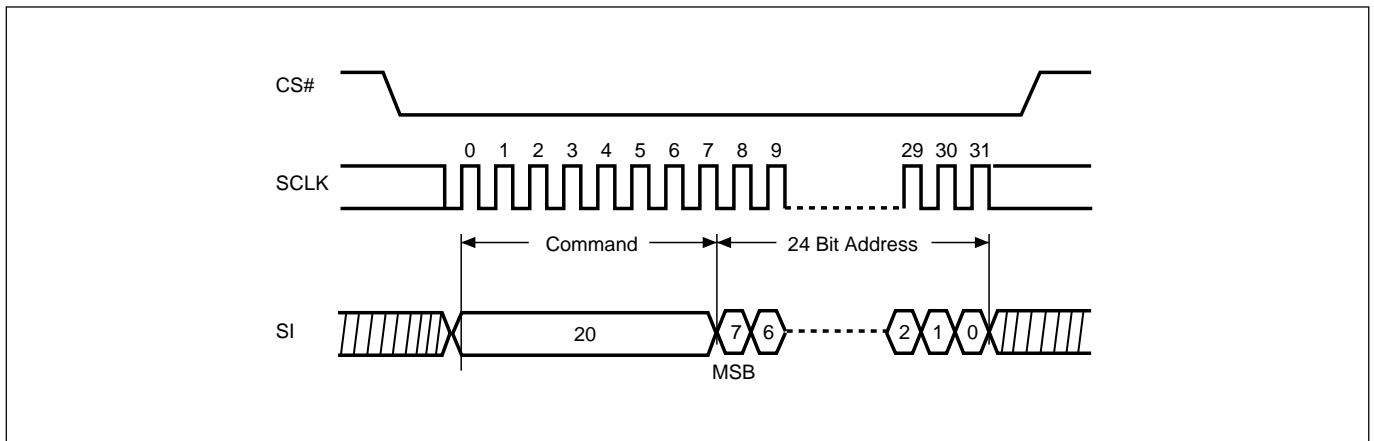 CS#
0 1 2 3 4 5 6 7 8 9 29 30 31
SCLK
Command 24 Bit Address
SI 20 7 6 2 1 0
MSB